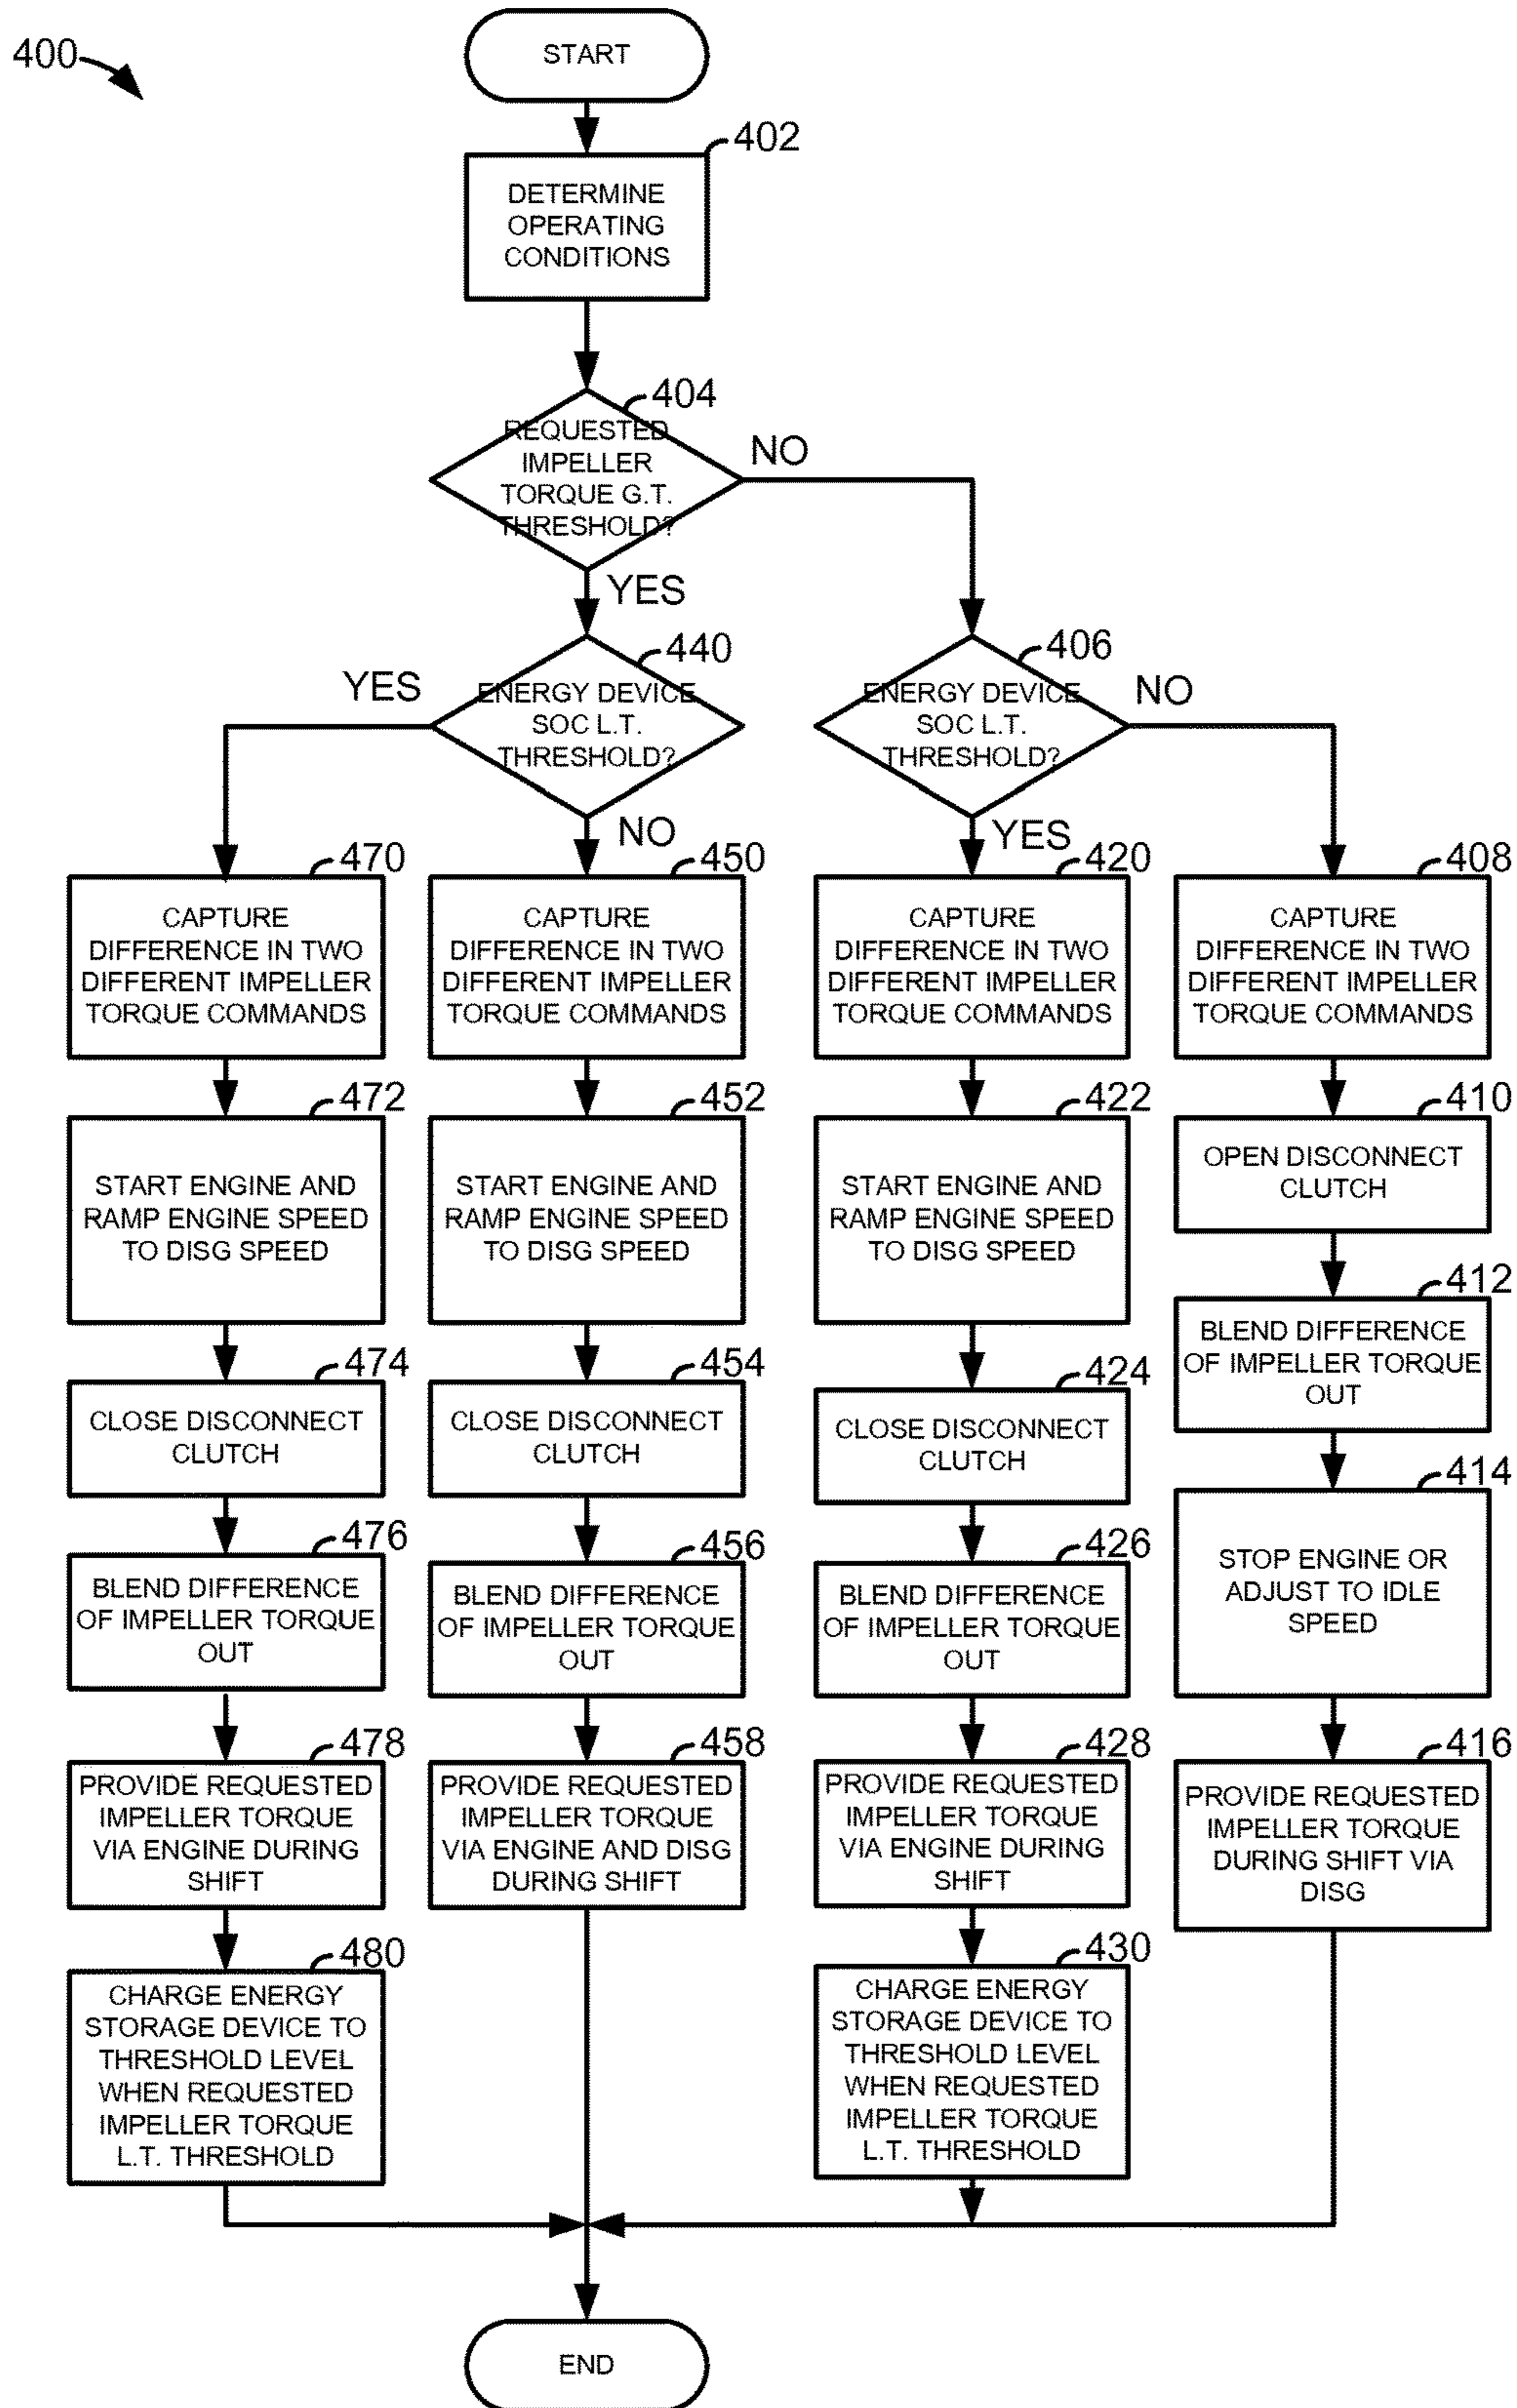 400
START
402
DETERMINE
OPERATING
CONDITIONS
404
REQUESTED
IMPELLER
TORQUE G.T.
THRESHOLD?
NO
YES
440
ENERGY DEVICE
SOC L.T.
THRESHOLD?
YES
NO
406
ENERGY DEVICE
SOC L.T.
THRESHOLD?
NO
YES
470
CAPTURE
DIFFERENCE IN TWO
DIFFERENT IMPELLER
TORQUE COMMANDS
472
START ENGINE AND
RAMP ENGINE SPEED
TO DISG SPEED
474
CLOSE DISCONNECT
CLUTCH
476
BLEND DIFFERENCE
OF IMPELLER TORQUE
OUT
478
PROVIDE REQUESTED
IMPELLER TORQUE
VIA ENGINE DURING
SHIFT
480
CHARGE ENERGY
STORAGE DEVICE TO
THRESHOLD LEVEL
WHEN REQUESTED
IMPELLER TORQUE
L.T. THRESHOLD
450
CAPTURE
DIFFERENCE IN TWO
DIFFERENT IMPELLER
TORQUE COMMANDS
452
START ENGINE AND
RAMP ENGINE SPEED
TO DISG SPEED
454
CLOSE DISCONNECT
CLUTCH
456
BLEND DIFFERENCE
OF IMPELLER TORQUE
OUT
458
PROVIDE REQUESTED
IMPELLER TORQUE
VIA ENGINE AND DISG
DURING SHIFT
420
CAPTURE
DIFFERENCE IN TWO
DIFFERENT IMPELLER
TORQUE COMMANDS
422
START ENGINE AND
RAMP ENGINE SPEED
TO DISG SPEED
424
CLOSE DISCONNECT
CLUTCH
426
BLEND DIFFERENCE
OF IMPELLER TORQUE
OUT
428
PROVIDE REQUESTED
IMPELLER TORQUE
VIA ENGINE DURING
SHIFT
430
CHARGE ENERGY
STORAGE DEVICE TO
THRESHOLD LEVEL
WHEN REQUESTED
IMPELLER TORQUE
L.T. THRESHOLD
408
CAPTURE
DIFFERENCE IN TWO
DIFFERENT IMPELLER
TORQUE COMMANDS
410
OPEN DISCONNECT
CLUTCH
412
BLEND DIFFERENCE
OF IMPELLER TORQUE
OUT
414
STOP ENGINE OR
ADJUST TO IDLE
SPEED
416
PROVIDE REQUESTED
IMPELLER TORQUE
DURING SHIFT VIA
DISG
END